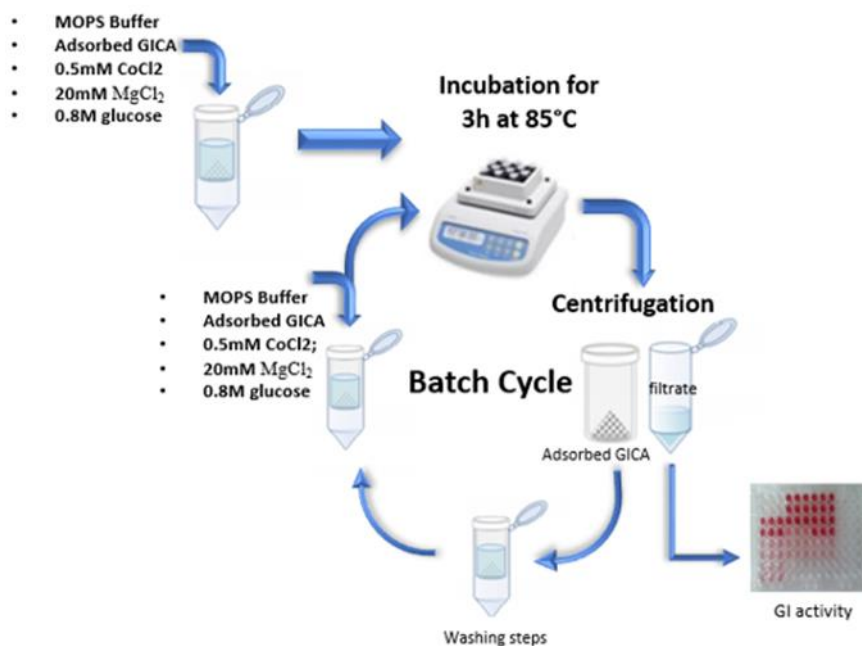 • MOPS Buffer
• Adsorbed GICA
• 0.5mM CoCl2
• 20mM MgCl₂
• 0.8M glucose
Incubation for
3h at 85°C
• MOPS Buffer
• Adsorbed GICA
• 0.5mM CoCl2;
• 20mM MgCl₂
• 0.8M glucose
Centrifugation
Batch Cycle
filtrate
Adsorbed GICA
Washing steps
GI activity